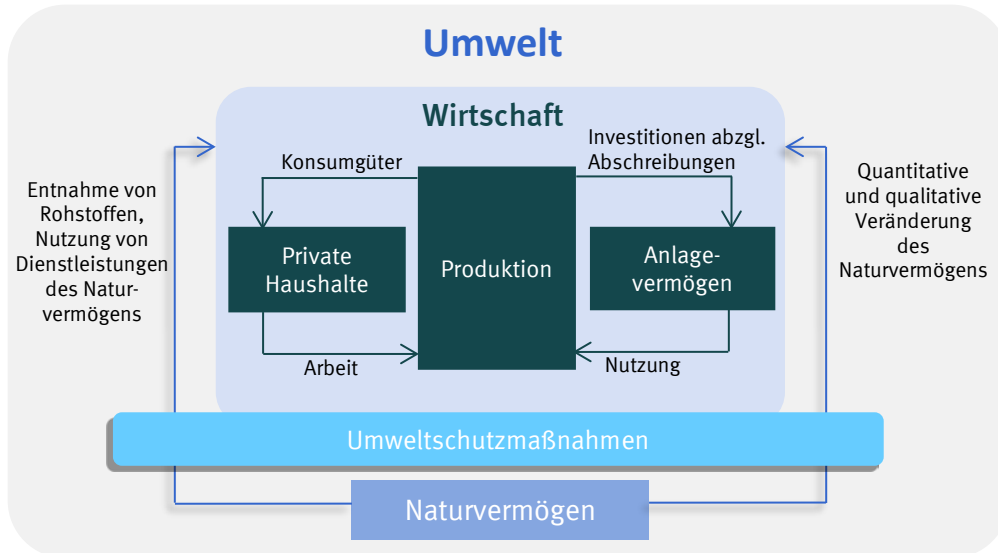 Umwelt
Wirtschaft
Konsumgüter
Investitionen abzgl.
Abschreibungen
Entnahme von
Rohstoffen,
Nutzung von
Dienstleistungen
des Natur-
vermögens
Private
Haushalte
Produktion
Anlage-
vermögen
Quantitative
und qualitative
Veränderung
des
Naturvermögens
Arbeit
Nutzung
Umweltschutzmaßnahmen
Naturvermögen